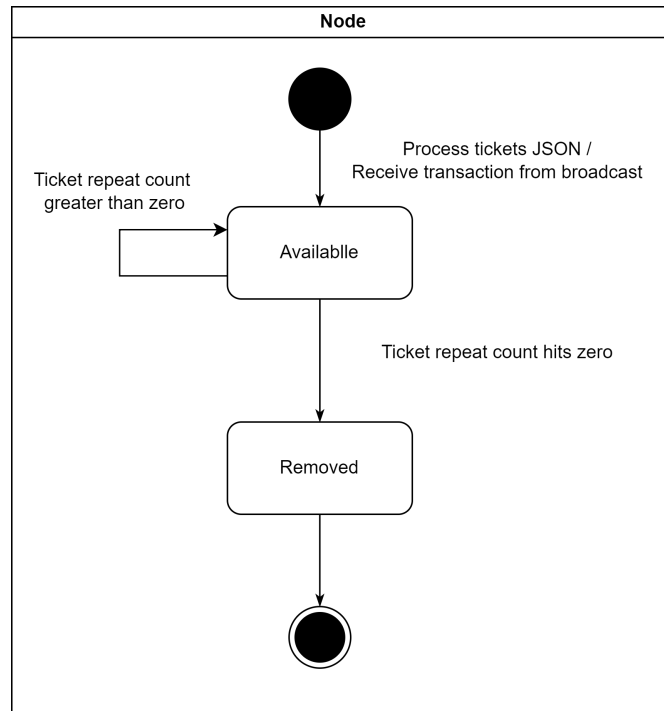 Node
Process tickets JSON /
Receive transaction from broadcast
Ticket repeat count
greater than zero
Availablle
Ticket repeat count hits zero
Removed